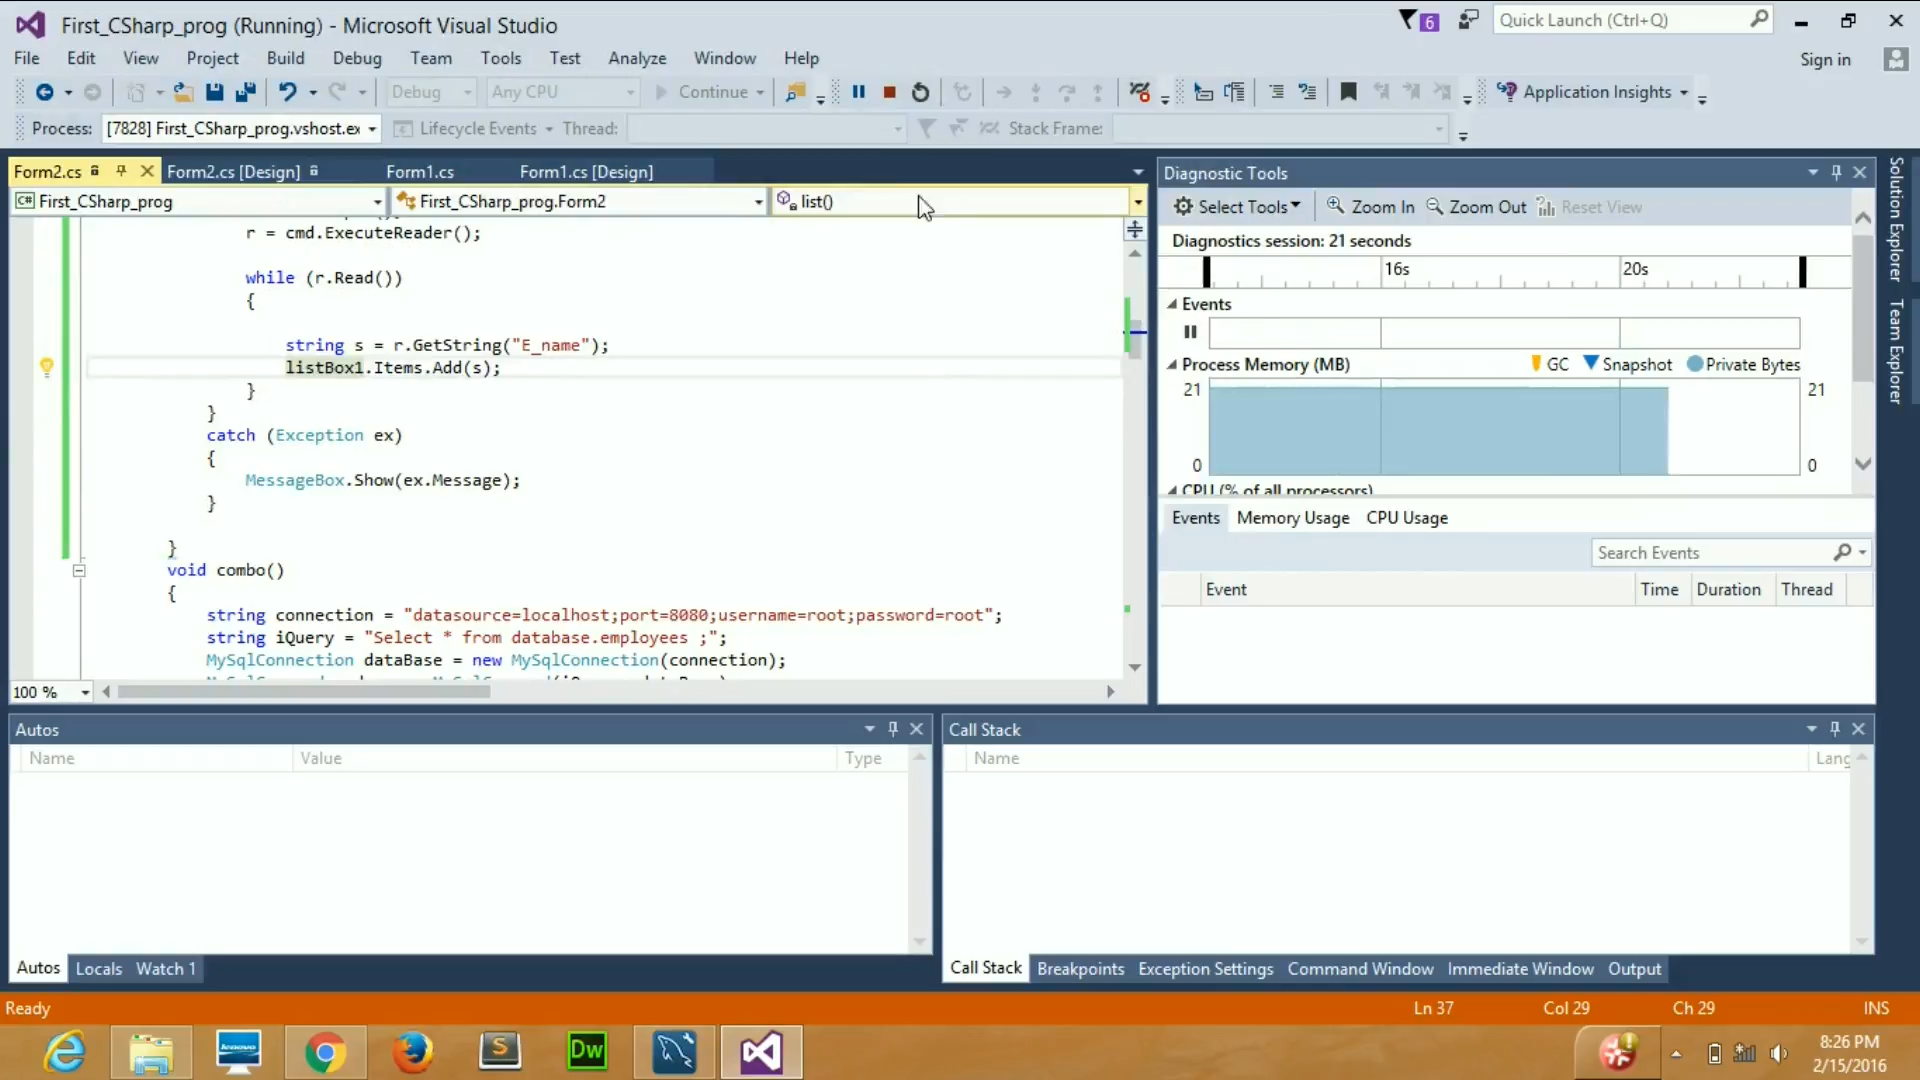 First_CSharp_prog (Running) - Microsoft Visual Studio
6
Quick Launch (Ctrl+Q)
File Edit View Project Build Debug Team Tools Test Analyze Window Help
Sign in
Debug Any CPU Continue Application Insights
Process: [7828] First_CSharp_prog.vshost.ex Lifecycle Events Thread: Stack Frame:
Form2.cs Form2.cs [Design] Form1.cs Form1.cs [Design]
C# First_CSharp_prog First_CSharp_prog.Form2 list()
r = cmd.ExecuteReader();
while (r.Read())
{
string s = r.GetString("E_name");
listBox1.Items.Add(s);
}
}
catch (Exception ex)
{
MessageBox.Show(ex.Message);
}
}
void combo()
{
string connection = "datasource=localhost;port=8080;username=root;password=root";
string iQuery = "Select * from database.employees ;";
MySqlConnection dataBase = new MySqlConnection(connection);
100 %
Diagnostic Tools
Select Tools Zoom In Zoom Out Reset View
Diagnostics session: 21 seconds
16s 20s
Events
Process Memory (MB) GC Snapshot Private Bytes
21 21
0 0
CPU (% of all processors)
Events Memory Usage CPU Usage
Search Events
Event Time Duration Thread
Solution Explorer
Team Explorer
Autos
Name Value Type
Autos Locals Watch 1
Call Stack
Name Lang
Call Stack Breakpoints Exception Settings Command Window Immediate Window Output
Ready Ln 37 Col 29 Ch 29 INS
lenovo
S
Dw
8:26 PM
2/15/2016